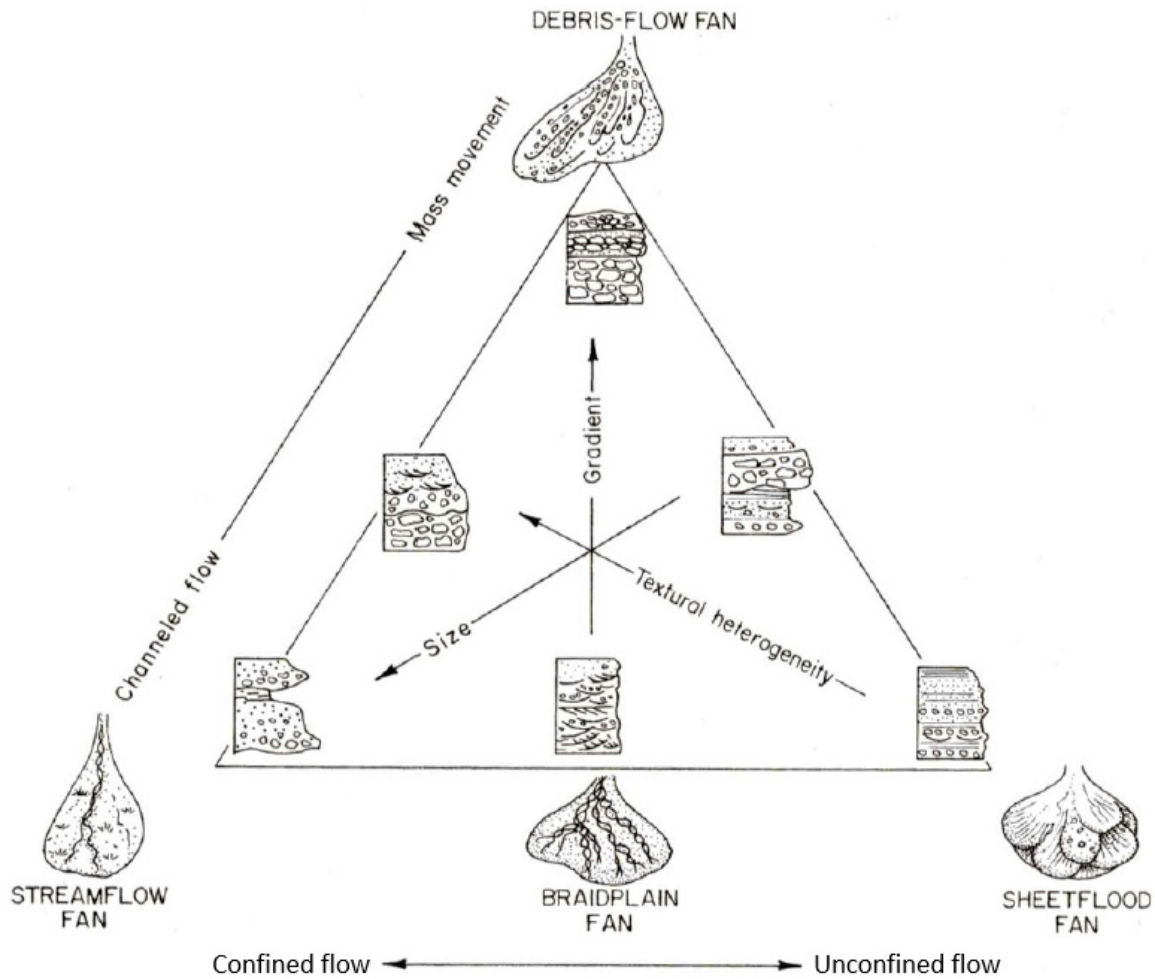 DEBRIS-FLOW FAN
Mass movement
Gradient
Channeled flow
Size
Textural heterogeneity
STREAMFLOW
FAN
BRAIDPLAIN
FAN
SHEETFLOOD
FAN
Confined flow
Unconfined flow